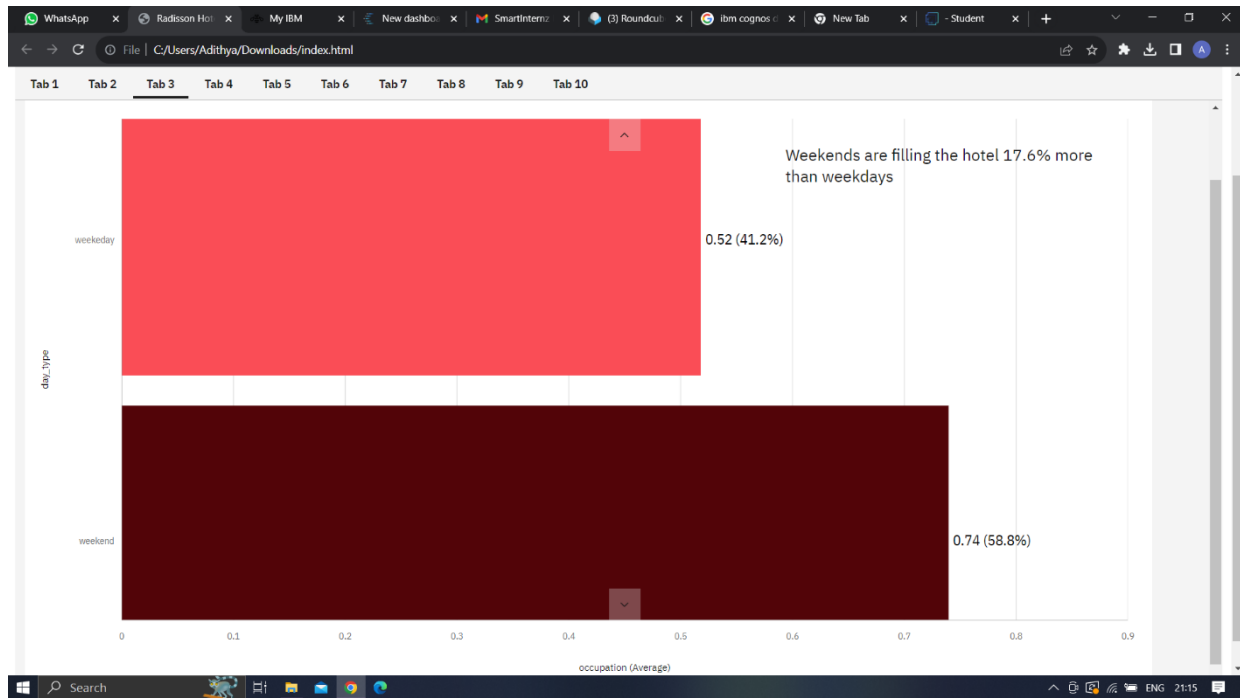 WhatsApp
Radisson Hot
My IBM
New dashboa
SmartInternz
(3) Roundcub
ibm cognos d
New Tab
- Student
File
C:/Users/Adithya/Downloads/index.html
A
Tab 1
Tab 2
Tab 3
Tab 4
Tab 5
Tab 6
Tab 7
Tab 8
Tab 9
Tab 10
Weekends are filling the hotel 17.6% more
than weekdays
weekeday
0.52 (41.2%)
day_type
weekend
0.74 (58.8%)
0
0.1
0.2
0.3
0.4
0.5
0.6
0.7
0.8
0.9
occupation (Average)
Search
ENG
21:15